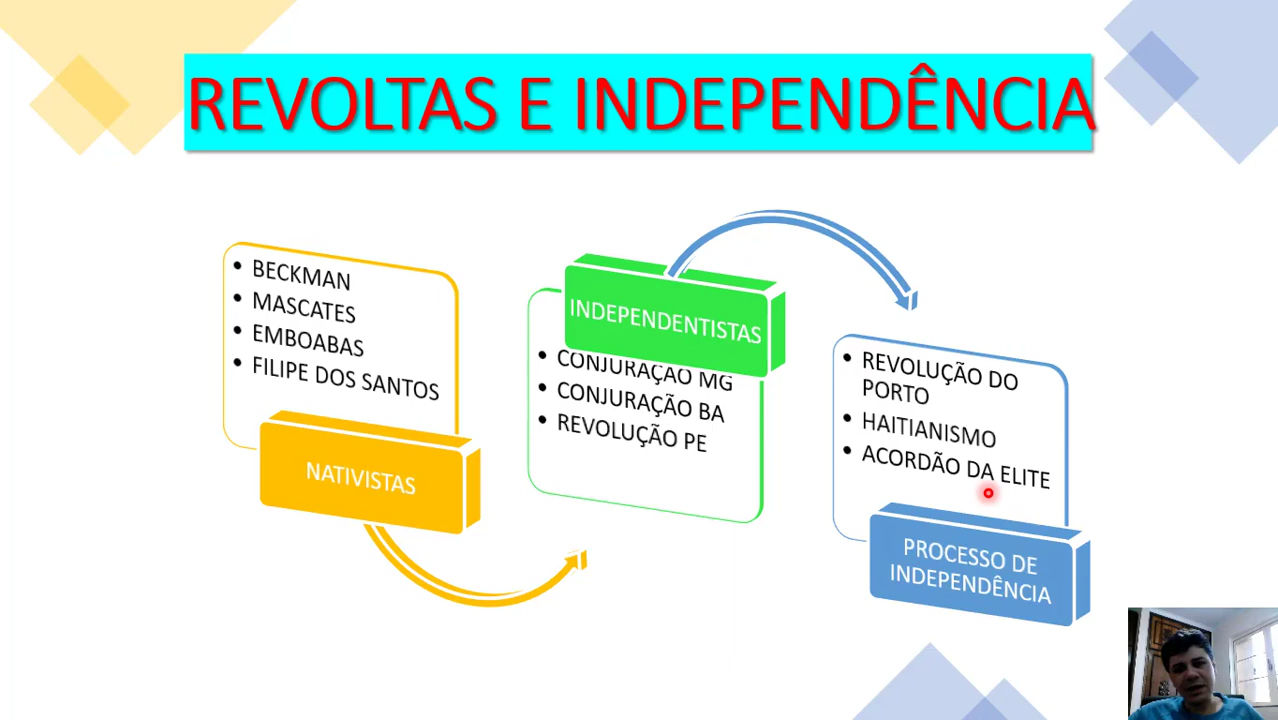 REVOLTAS E INDEPENDÊNCIA
BECKMAN
MASCATES
EMBOABAS
FILIPE DOS SANTOS
NATIVISTAS
INDEPENDENTISTAS
CONJURAÇÃO MG
CONJURAÇÃO BA
REVOLUÇÃO PE
REVOLUÇÃO DO
PORTO
HAITIANISMO
ACORDÃO DA ELITE
PROCESSO DE
INDEPENDÊNCIA